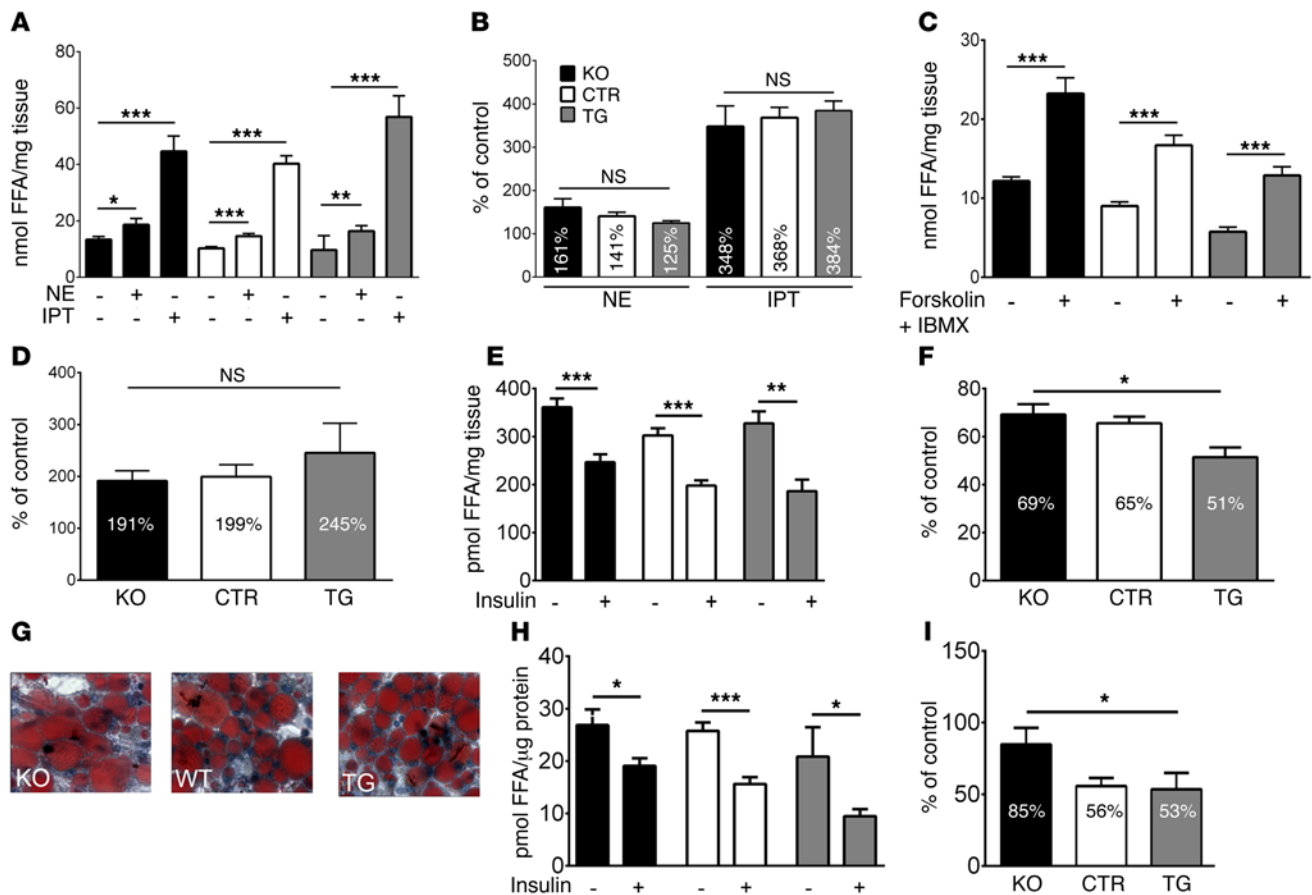 A
nmol FFA/mg tissue
80
60
40
20
0
***
***
***
*
***
**
NE - + - - + - - + -
IPT - - + - - + - - +
B
% of control
500
400
300
200
100
0
KO
CTR
TG
NS
NS
161% 141% 125% 348% 368% 384%
NE IPT
C
nmol FFA/mg tissue
30
20
10
0
***
***
***
Forskolin - + - + - +
+ IBMX
D
% of control
400
300
200
100
0
NS
191% 199% 245%
KO CTR TG
E
pmol FFA/mg tissue
400
300
200
100
0
*** *** **
Insulin - + - + - +
F
% of control
80
60
40
20
0
*
69% 65% 51%
KO CTR TG
G
KO WT TG
H
pmol FFA/µg protein
40
30
20
10
0
* *** *
Insulin - + - + - +
I
% of control
150
100
50
0
*
85% 56% 53%
KO CTR TG